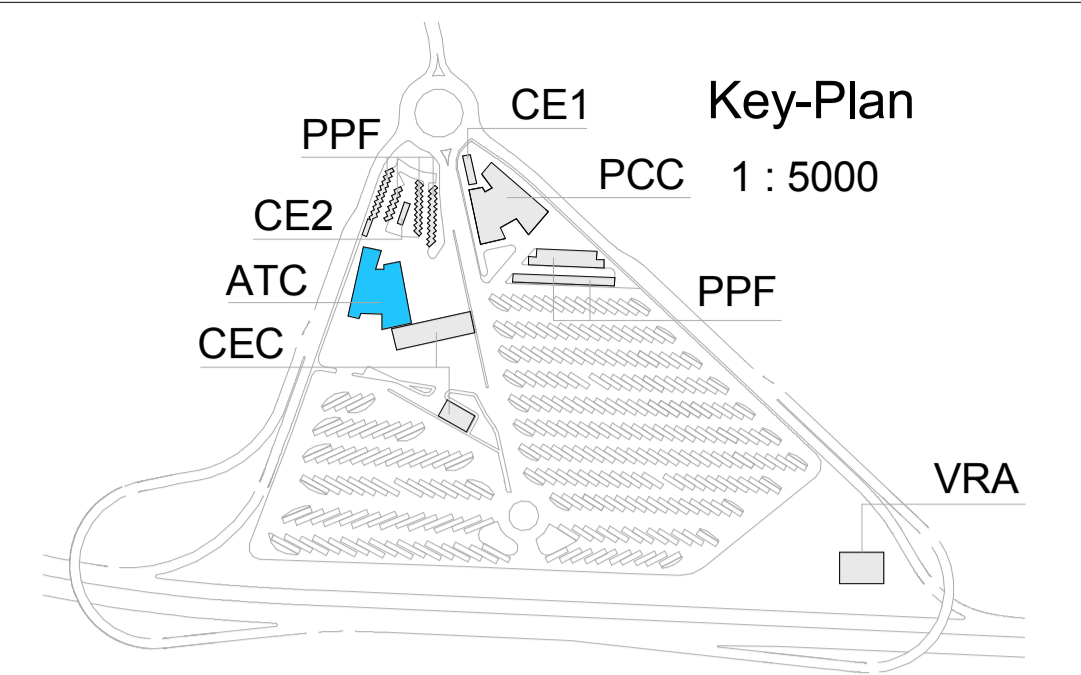 Key-Plan
1 : 5000
CE1
PPF
PCC
CE2
ATC
PPF
CEC
VRA